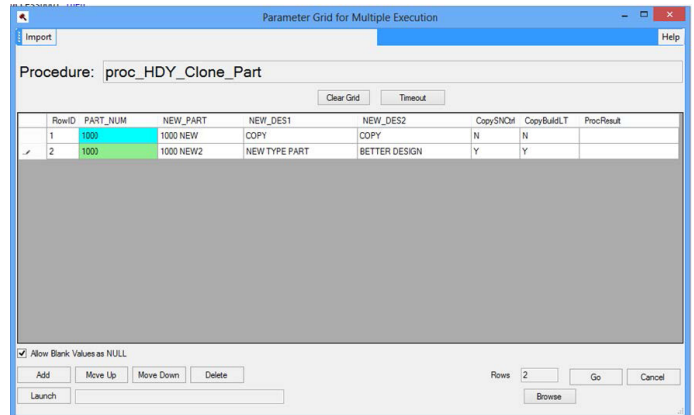 Parameter Grid for Multiple Execution
Import Help
Procedure: proc_HDY_Clone_Part
Clear Grid Timeout
RowID PART_NUM NEW_PART NEW_DES1 NEW_DES2 CopySNCtrl CopyBuildLT ProcResult
1 1000 1000 NEW COPY COPY N N
2 1000 1000 NEW2 NEW TYPE PART BETTER DESIGN Y Y
Allow Blank Values as NULL
Add Move Up Move Down Delete Rows 2 Go Cancel
Launch Browse